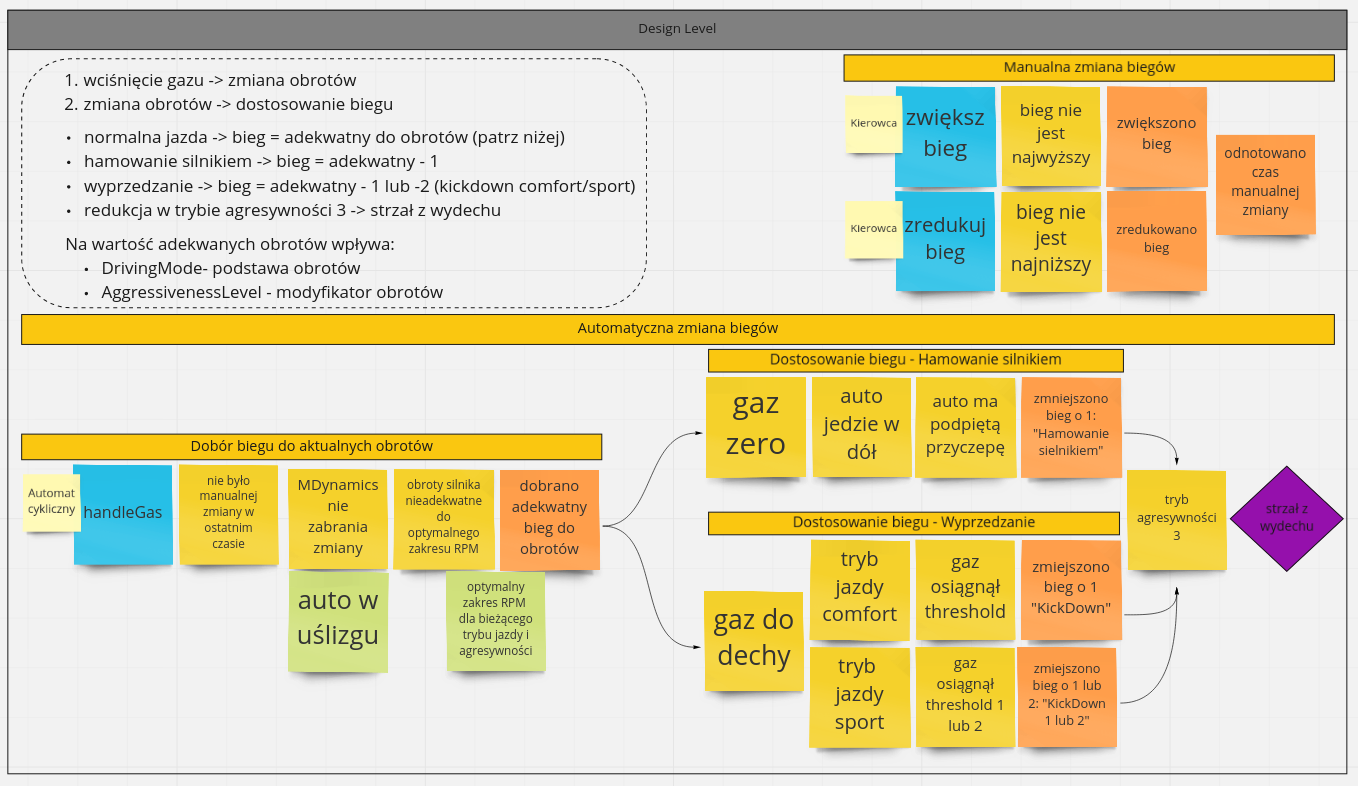 Design Level
1. wciśnięcie gazu -> zmiana obrotów
2. zmiana obrotów -> dostosowanie biegu
• normalna jazda -> bieg = adekwatny do obrotów (patrz niżej)
• hamowanie silnikiem -> bieg = adekwatny - 1
• wyprzedzanie -> bieg = adekwatny - 1 lub -2 (kickdown comfort/sport)
• redukcja w trybie agresywności 3 -> strzał z wydechu
Na wartość adekwanych obrotów wpływa:
• DrivingMode- podstawa obrotów
• AggressivenessLevel - modyfikator obrotów
Manualna zmiana biegów
Kierowca
zwiększ
bieg
bieg nie
jest
najwyższy
zwiększono
bieg
odnotowano
czas
manualnej
zmiany
Kierowca
zredukuj
bieg
bieg nie
jest
najniższy
zredukowano
bieg
Automatyczna zmiana biegów
Dobór biegu do aktualnych obrotów
Automat
cykliczny
handleGas
nie było
manualnej
zmiany w
ostatnim
czasie
MDynamics
nie
zabrania
zmiany
obroty silnika
nieadekwatne
do
optymalnego
zakresu RPM
dobrano
adekwatny
bieg do
obrotów
auto w
uślizgu
optymalny
zakres RPM
dla bieżącego
trybu jazdy i
agresywności
Dostosowanie biegu - Hamowanie silnikiem
gaz
zero
auto
jedzie w
dół
auto ma
podpiętą
przyczepę
zmniejszono
bieg o 1:
"Hamowanie
sielnikiem"
Dostosowanie biegu - Wyprzedzanie
gaz do
dechy
tryb
jazdy
comfort
gaz
osiągnął
threshold
zmiejszono
bieg o 1
"KickDown"
tryb
jazdy
sport
gaz
osiągnął
threshold 1
lub 2
zmiejszono
bieg o 1 lub
2: "KickDown
1 lub 2"
tryb
agresywności
3
strzał z
wydechu